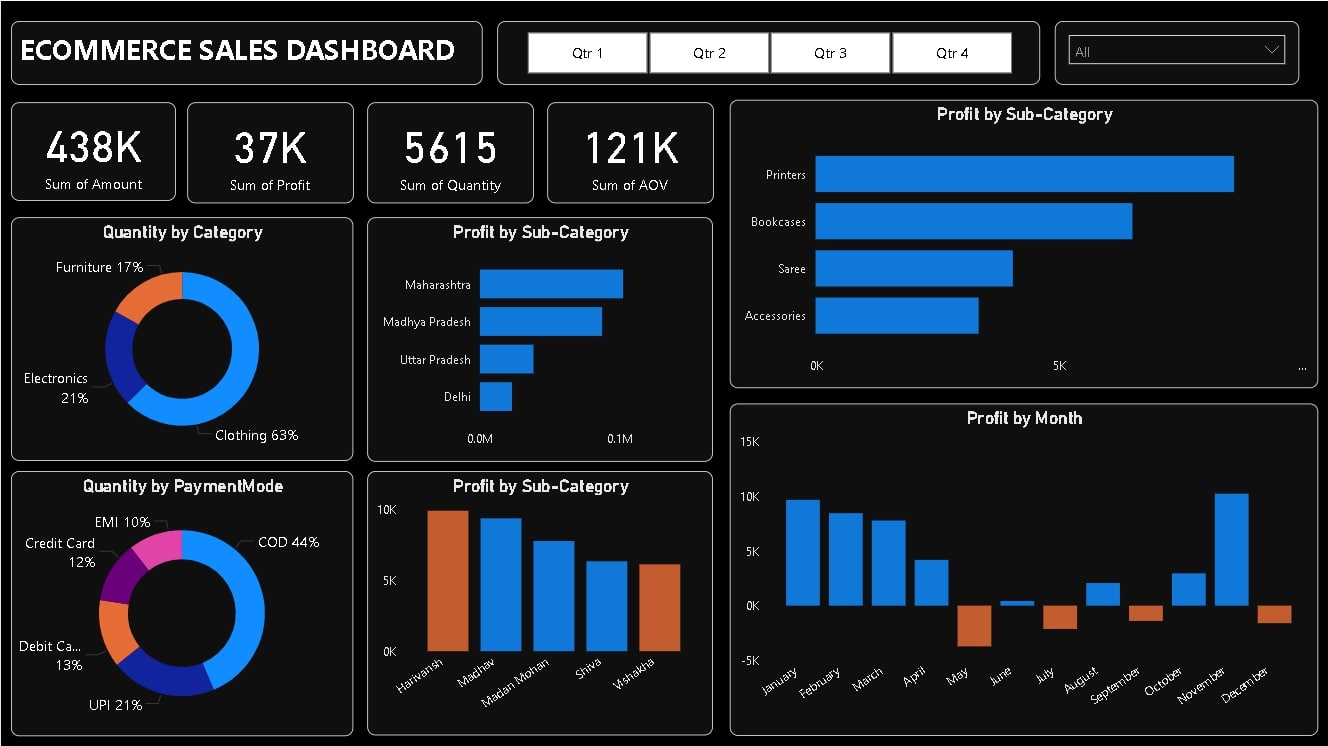 ECOMMERCE SALES DASHBOARD
Qtr 1
Qtr 2
Qtr 3
Qtr 4
All
438K
Sum of Amount
37K
Sum of Profit
5615
Sum of Quantity
121K
Sum of AOV
Profit by Sub-Category
Printers
Bookcases
Saree
Accessories
0K
5K
...
Quantity by Category
Furniture 17%
Electronics
21%
Clothing 63%
Profit by Sub-Category
Maharashtra
Madhya Pradesh
Uttar Pradesh
Delhi
0.0M
0.1M
Quantity by PaymentMode
EMI 10%
Credit Card
12%
COD 44%
Debit Ca...
13%
UPI 21%
Profit by Sub-Category
10K
5K
0K
Harivansh
Madhav
Madan Mohan
Shiva
Vishakha
Profit by Month
15K
10K
5K
0K
-5K
January
February
March
April
May
June
July
August
September
October
November
December